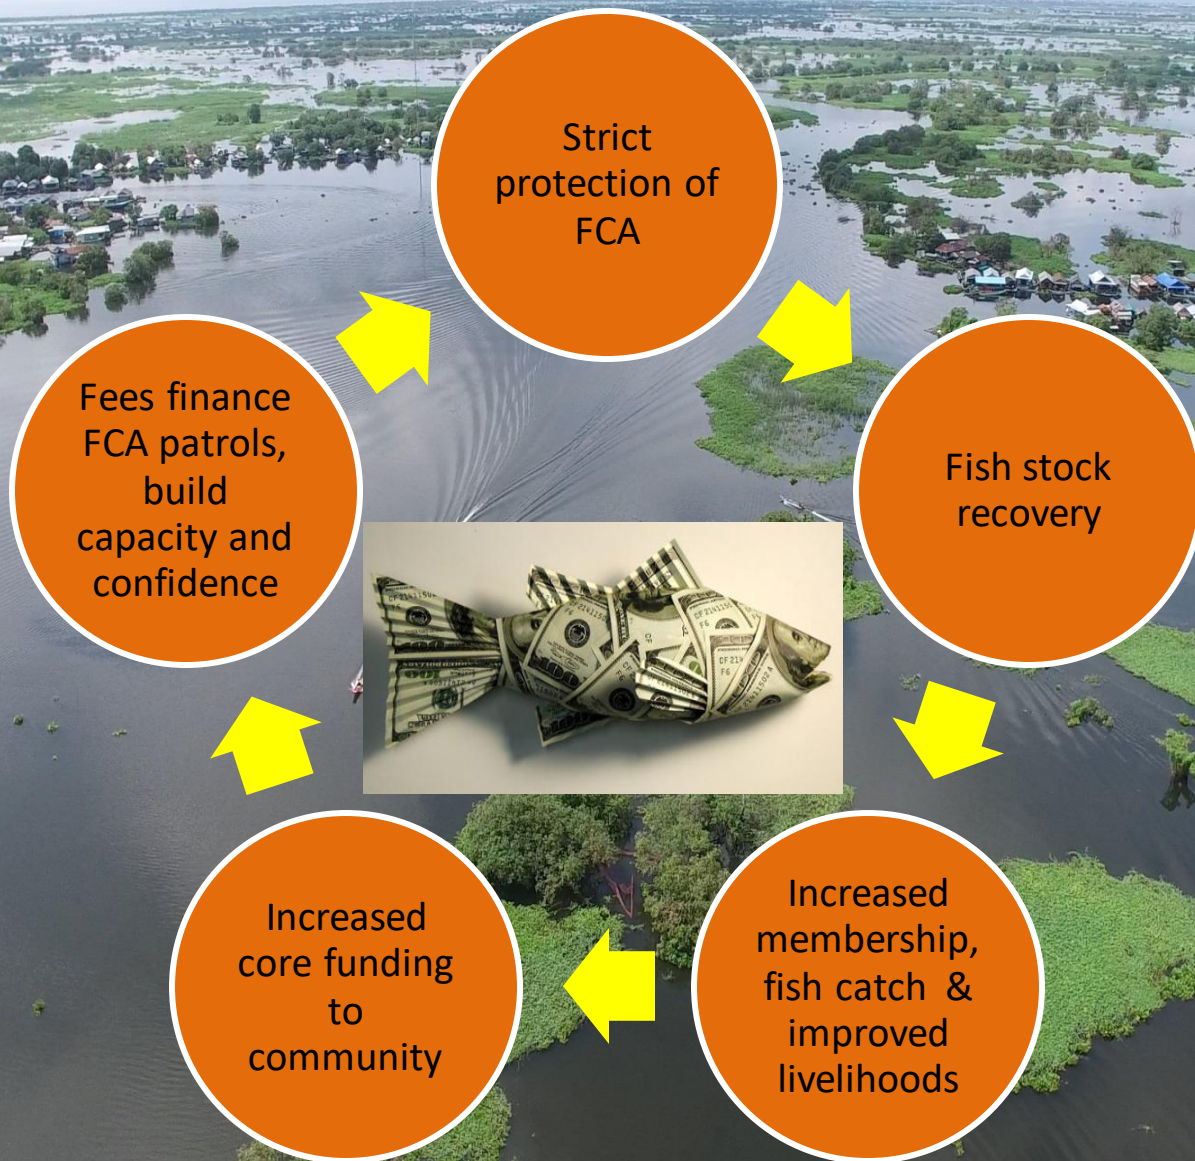 Strict
protection of
FCA
Fish stock
recovery
Increased
membership,
fish catch &
improved
livelihoods
Increased
core funding
to
community
Fees finance
FCA patrols,
build
capacity and
confidence